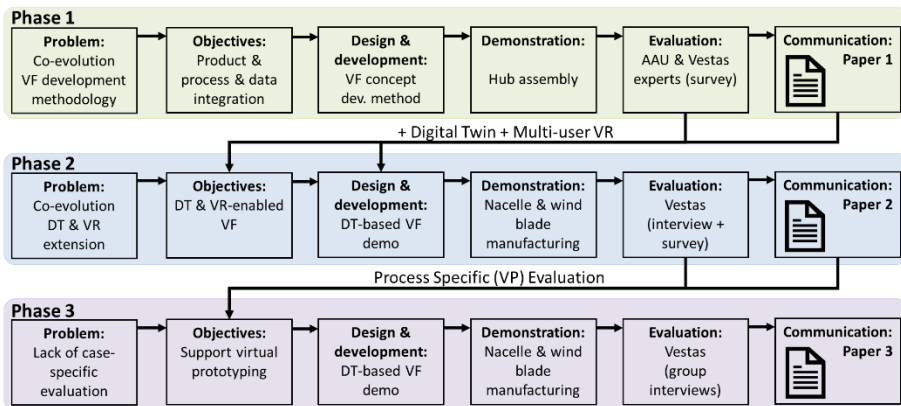 Phase 1
Problem:
Co-evolution
VF development
methodology
Objectives:
Product &
process & data
integration
Design &
development:
VF concept
dev. method
Demonstration:
Hub assembly
Evaluation:
AAU & Vestas
experts (survey)
Communication:
Paper 1
+ Digital Twin + Multi-user VR
Phase 2
Problem:
Co-evolution
DT & VR
extension
Objectives:
DT & VR-enabled
VF
Design &
development:
DT-based VF
demo
Demonstration:
Nacelle & wind
blade
manufacturing
Evaluation:
Vestas
(interview +
survey)
Communication:
Paper 2
Process Specific (VP) Evaluation
Phase 3
Problem:
Lack of case-
specific
evaluation
Objectives:
Support virtual
prototyping
Design &
development:
DT-based VF
demo
Demonstration:
Nacelle & wind
blade
manufacturing
Evaluation:
Vestas
(group
interviews)
Communication:
Paper 3